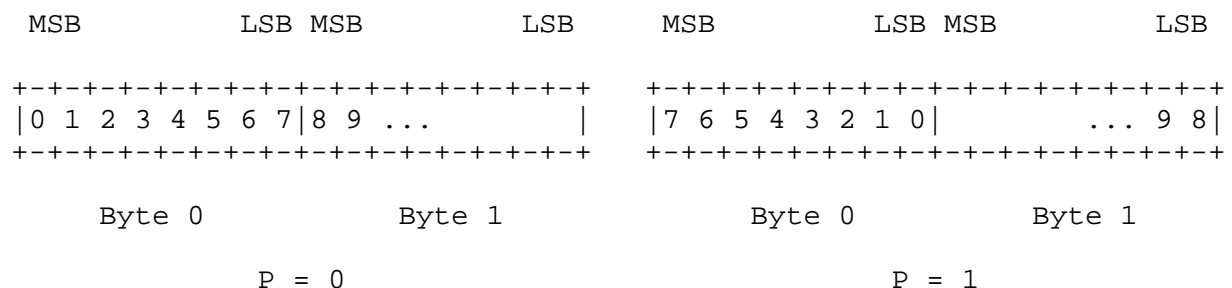 MSB           LSB MSB           LSB     MSB           LSB MSB           LSB
+-+-+-+-+-+-+-+-+-+-+-+-+-+-+-+-+   +-+-+-+-+-+-+-+-+-+-+-+-+-+-+-+-+
|0 1 2 3 4 5 6 7|8 9 ...        |   |7 6 5 4 3 2 1 0|        ... 9 8|
+-+-+-+-+-+-+-+-+-+-+-+-+-+-+-+-+   +-+-+-+-+-+-+-+-+-+-+-+-+-+-+-+-+
Byte 0           Byte 1              Byte 0          Byte 1
P = 0                               P = 1